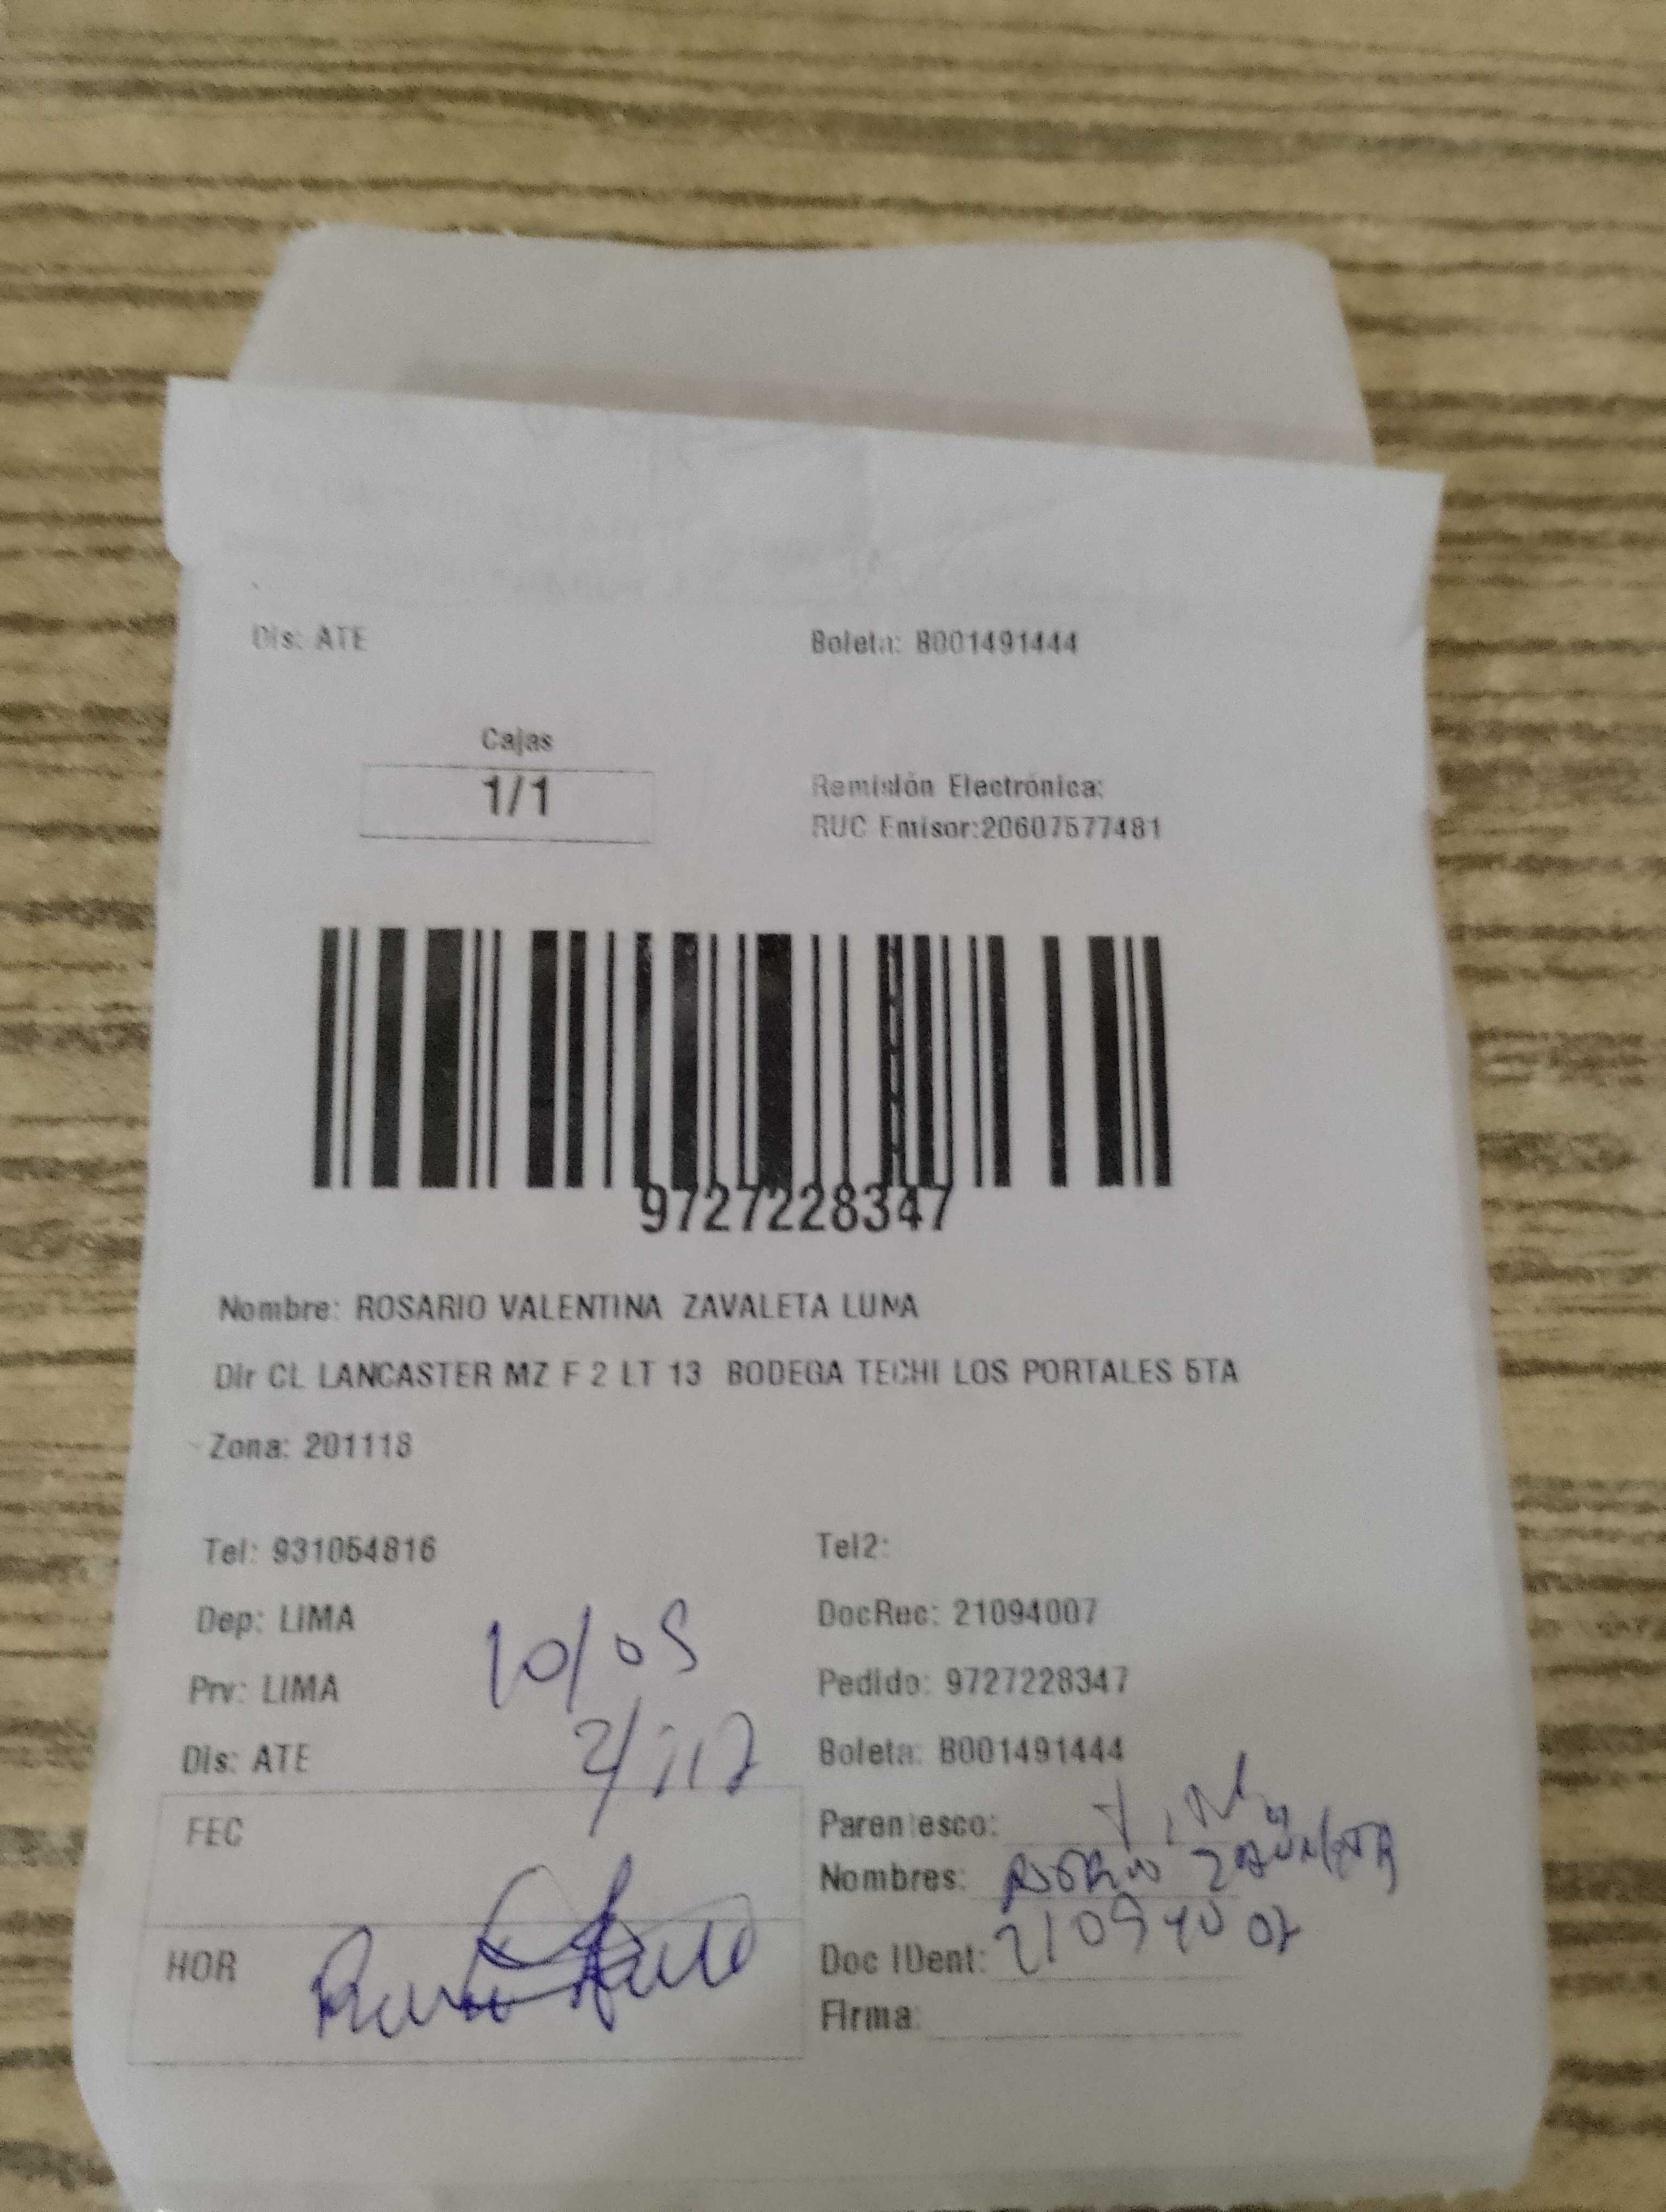 Dis: ATE Boleta: B001491444
Cajas
1/1
Remisión Electrónica:
RUC Emisor:20607577481
9727228347
Nombre: ROSARIO VALENTINA ZAVALETA LUNA
Dir CL LANCASTER MZ F 2 LT 13 BODEGA TECHI LOS PORTALES 5TA
Zona: 201118
Tel: 931054816 Tel2:
Dep: LIMA DocRec: 21094007
10/05
Prv: LIMA Pedido: 9727228347
Dis: ATE Boleta: B001491444
FEC Parentesco:
Nombres: ROSARIO ZAVALETA
HOR Doc IDent: 21094007
Firma: